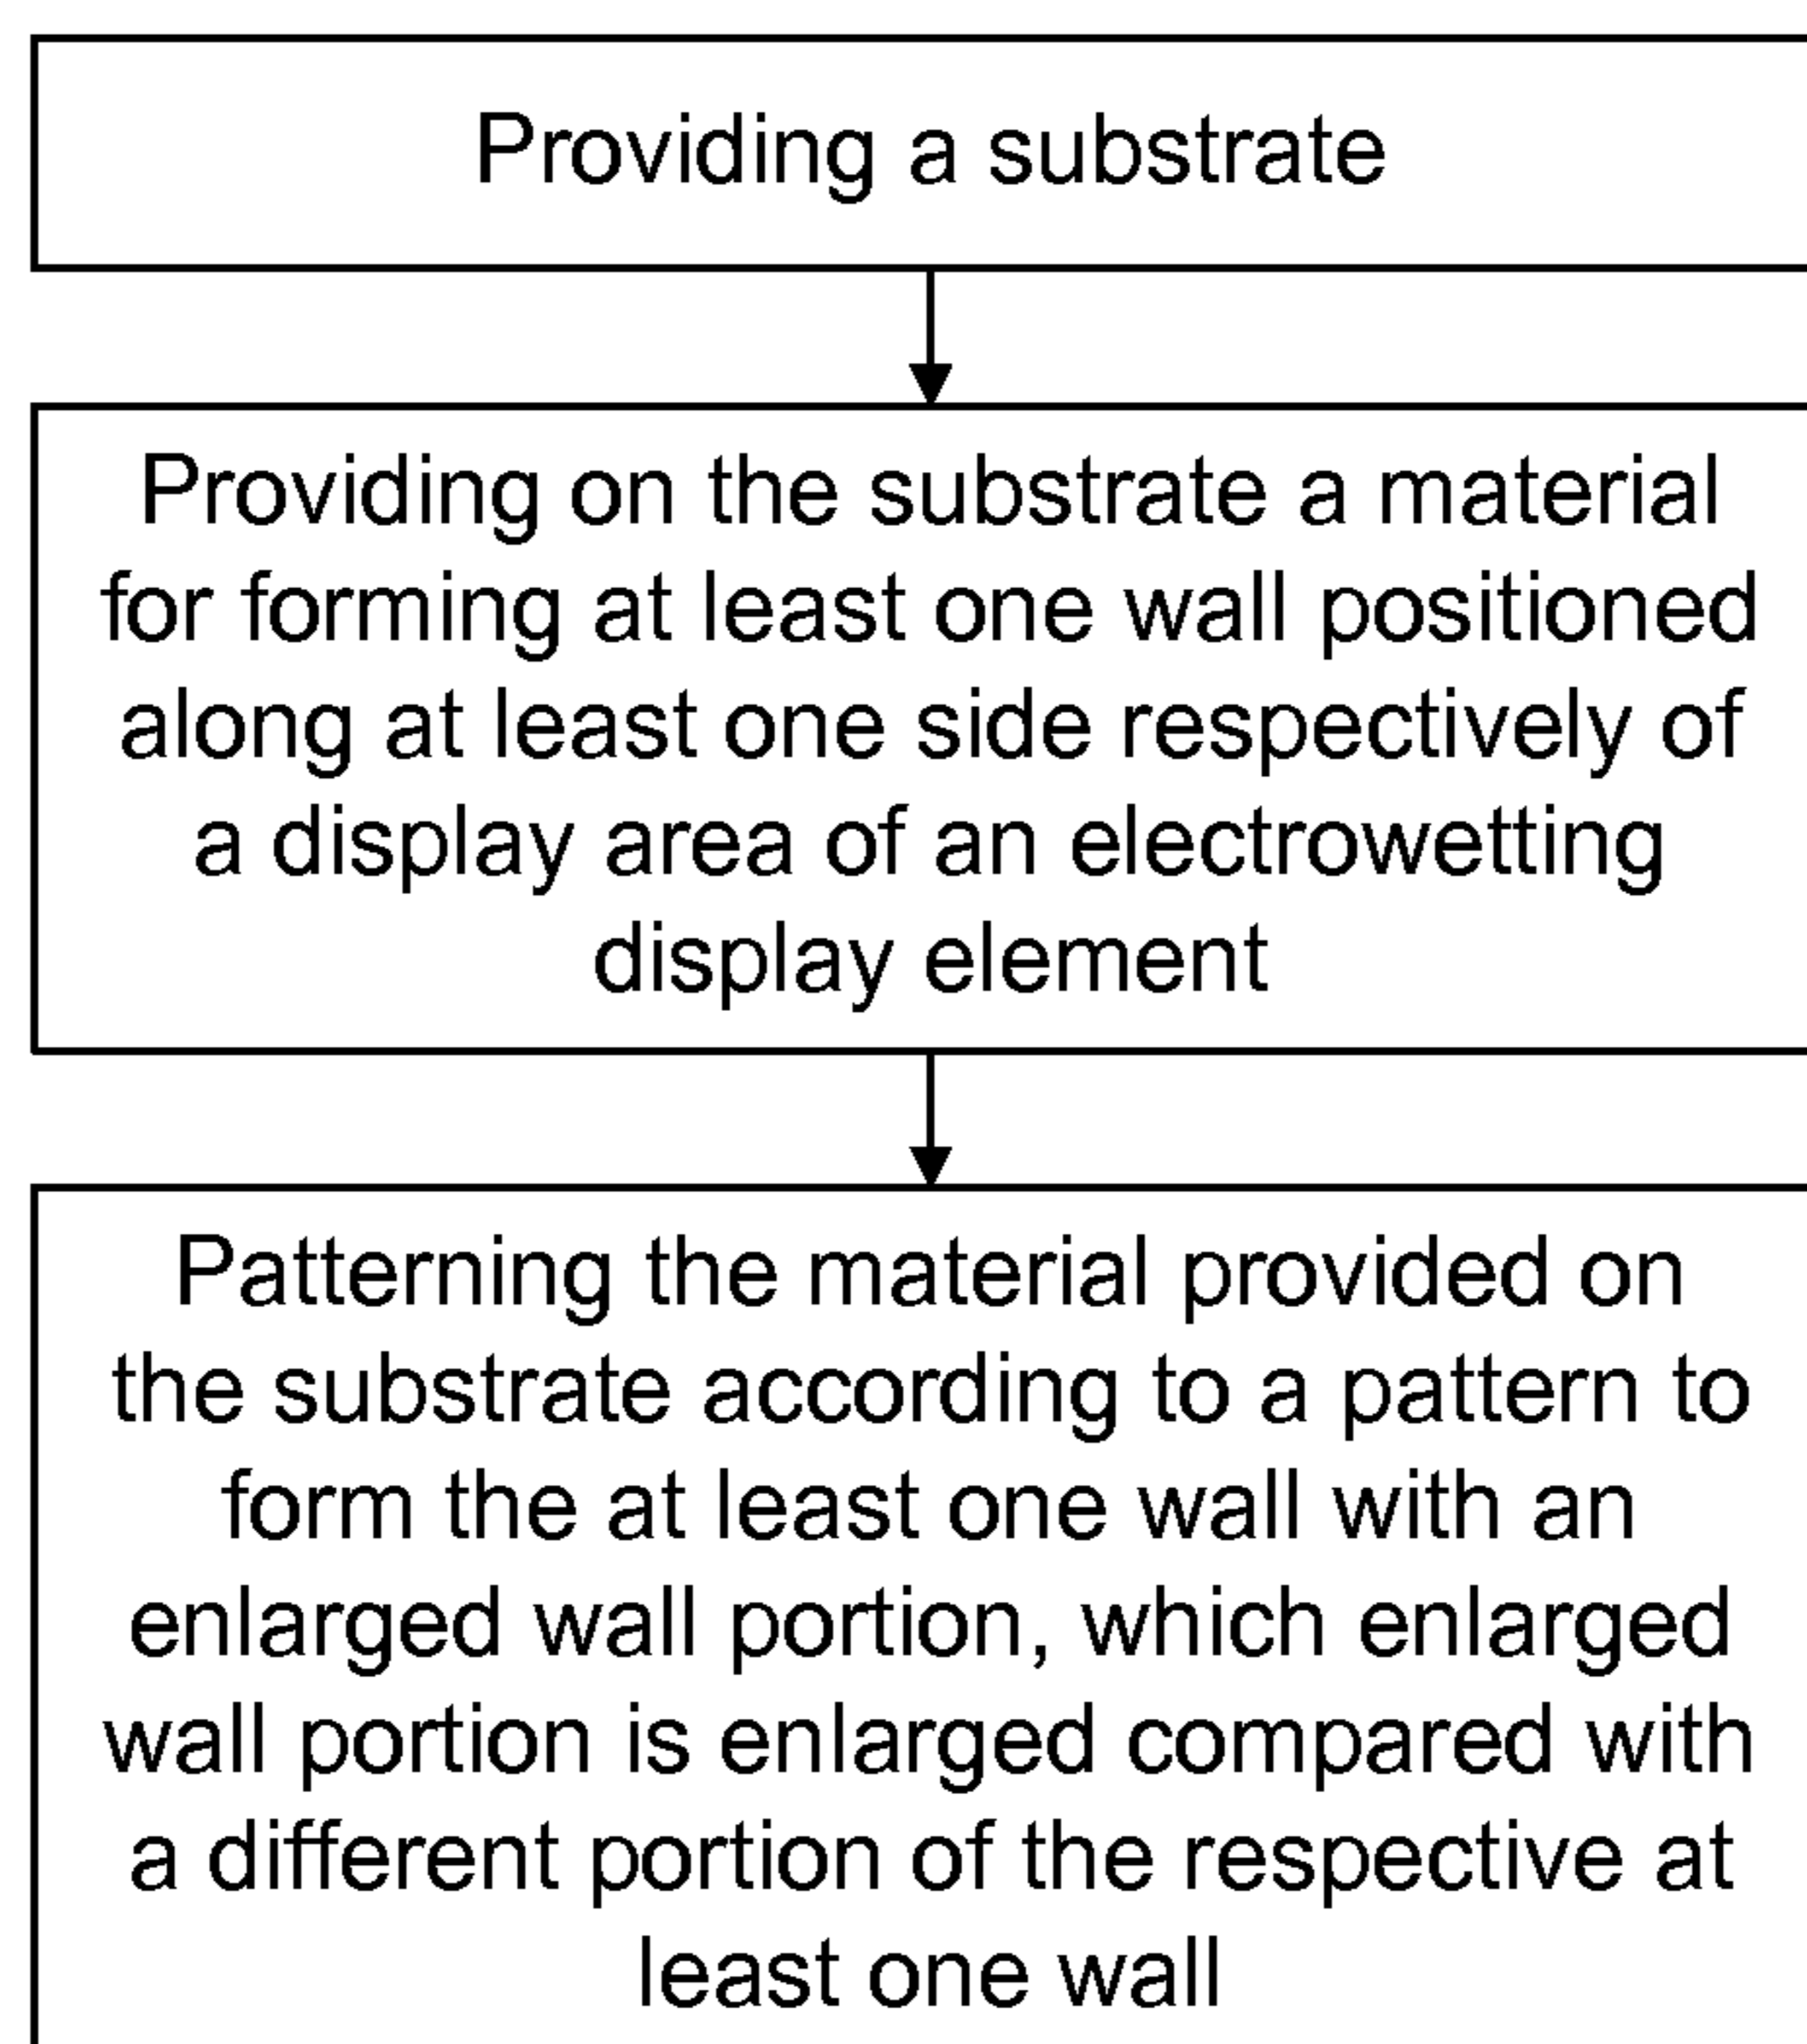 Providing a substrate
Providing on the substrate a material
for forming at least one wall positioned
along at least one side respectively of
a display area of an electrowetting
display element
Patterning the material provided on
the substrate according to a pattern to
form the at least one wall with an
enlarged wall portion, which enlarged
wall portion is enlarged compared with
a different portion of the respective at
least one wall